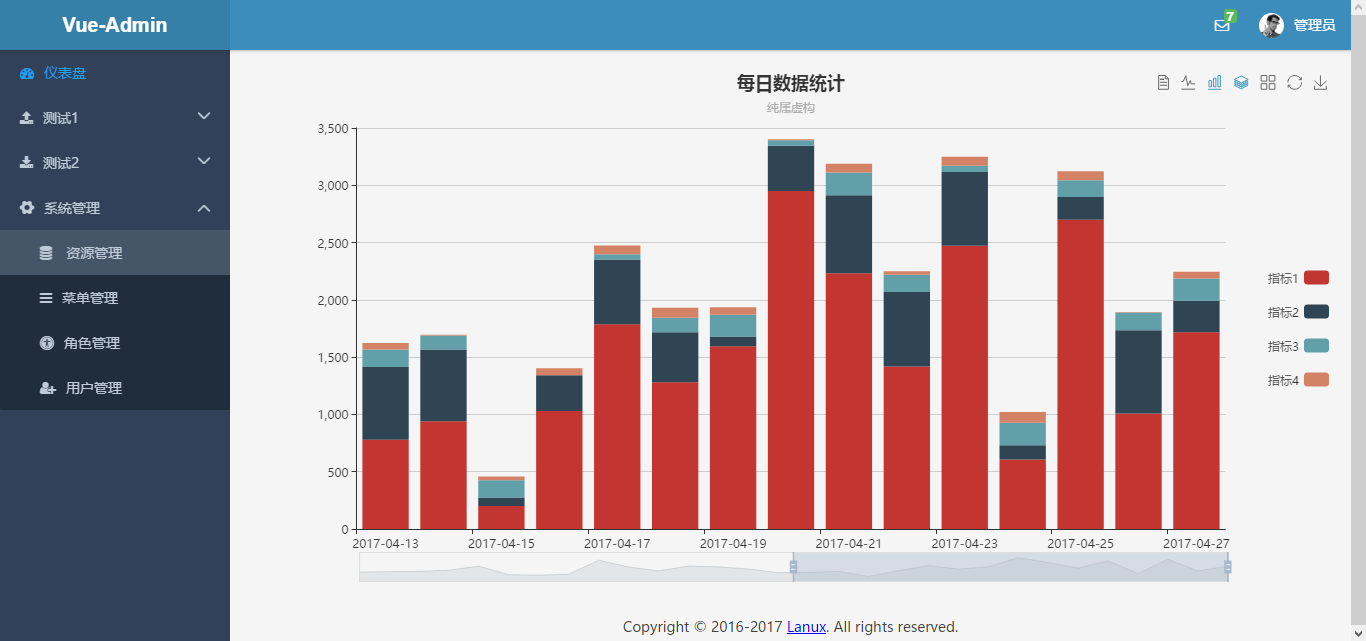 Vue-Admin
7
管理员
仪表盘
测试1
测试2
系统管理
资源管理
菜单管理
角色管理
用户管理
每日数据统计
纯属虚构
3,500
3,000
2,500
2,000
1,500
1,000
500
0
2017-04-13 2017-04-15 2017-04-17 2017-04-19 2017-04-21 2017-04-23 2017-04-25 2017-04-27
指标1
指标2
指标3
指标4
Copyright © 2016-2017 Lanux. All rights reserved.